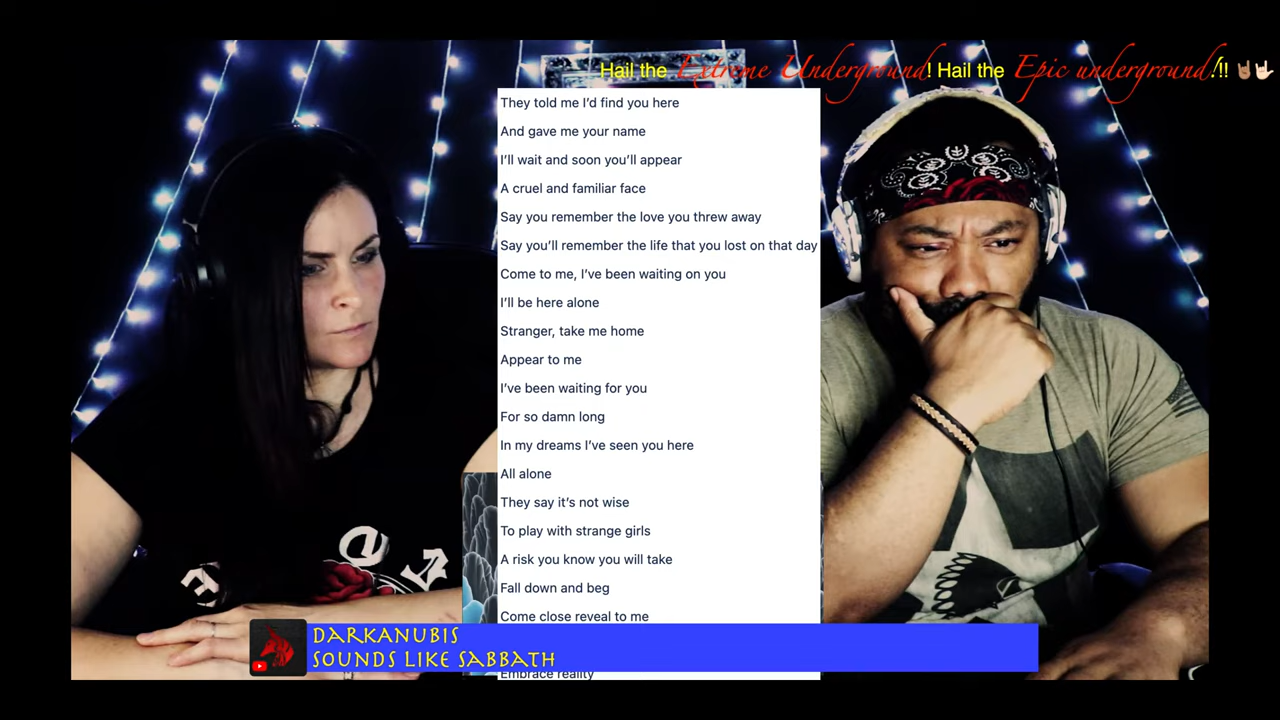 Hail the Extreme Underground! Hail the Epic underground!!! 🤘🏽🤘🏻
They told me I’d find you here
And gave me your name
I’ll wait and soon you’ll appear
A cruel and familiar face
Say you remember the love you threw away
Say you’ll remember the life that you lost on that day
Come to me, I’ve been waiting on you
I’ll be here alone
Stranger, take me home
Appear to me
I’ve been waiting for you
For so damn long
In my dreams I’ve seen you here
All alone
They say it’s not wise
To play with strange girls
A risk you know you will take
Fall down and beg
Come close reveal to me
DARKANUBIS
SOUNDS LIKE SABBATH
Embrace reality